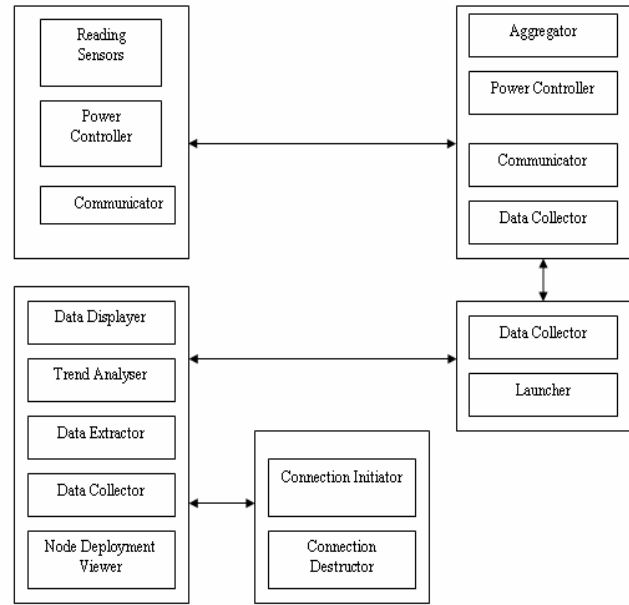 Reading
Sensors
Power
Controller
Communicator
Aggregator
Power Controller
Communicator
Data Collector
Data Displayer
Trend Analyser
Data Extractor
Data Collector
Node Deployment
Viewer
Data Collector
Launcher
Connection Initiator
Connection
Destructor